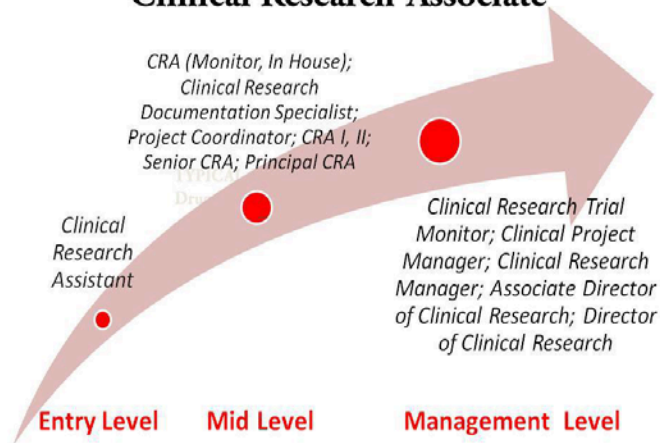 Clinical Research Associate
CRA (Monitor, In House);
Clinical Research
Documentation Specialist;
Project Coordinator; CRA I, II;
Senior CRA; Principal CRA
TYPICAL
Clinical
Research
Assistant
Clinical Research Trial
Monitor; Clinical Project
Manager; Clinical Research
Manager; Associate Director
of Clinical Research; Director
of Clinical Research
Entry Level Mid Level Management Level